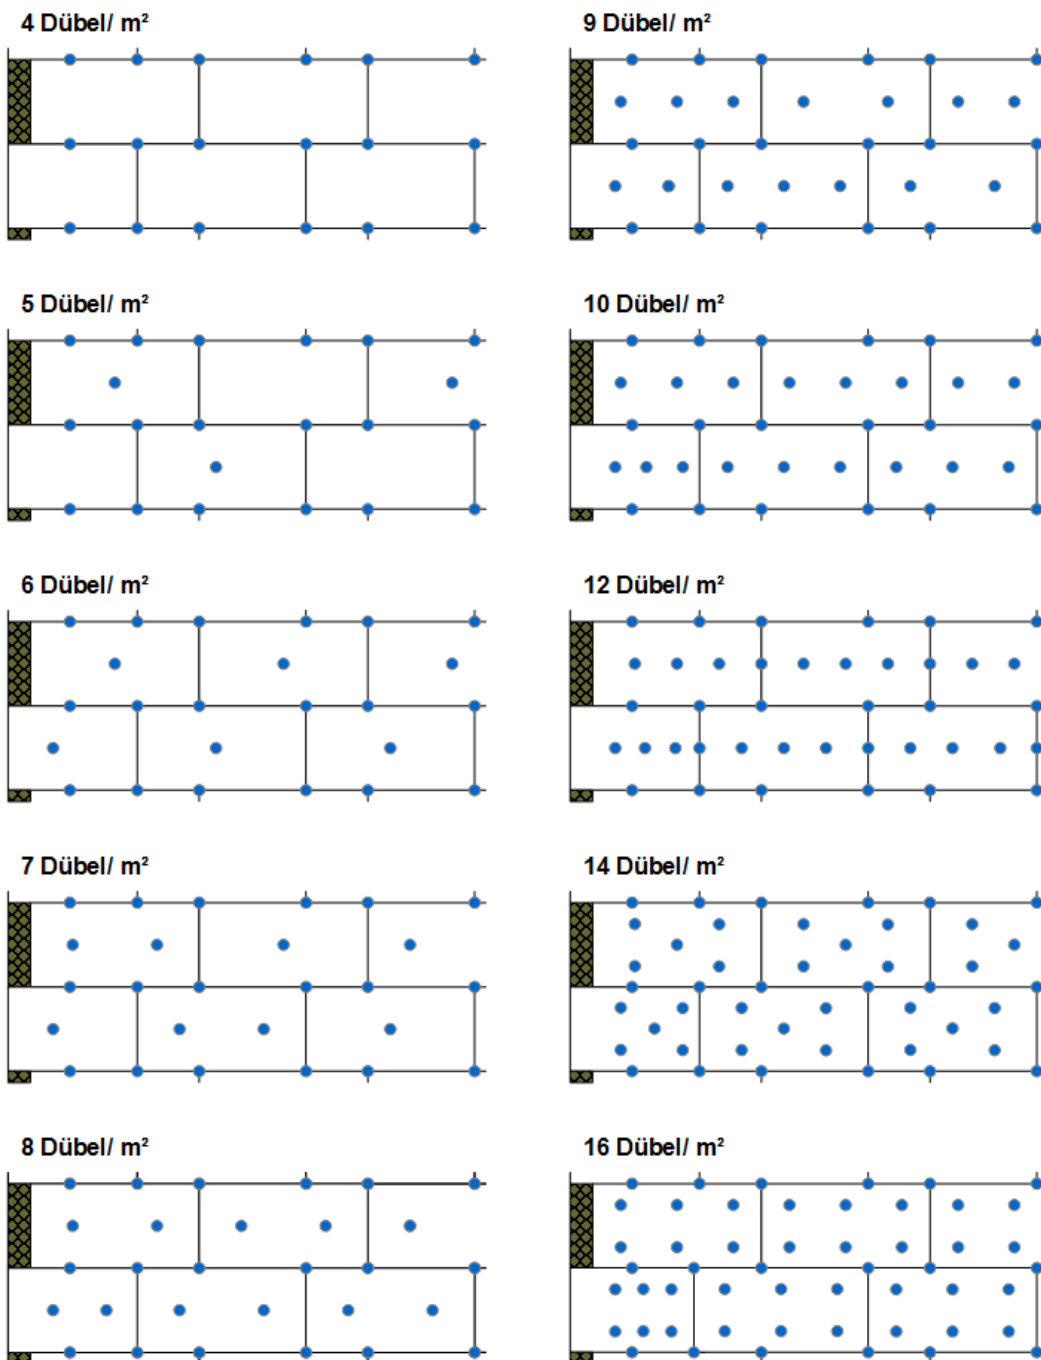 4 Dübel/ m²
9 Dübel/ m²
5 Dübel/ m²
10 Dübel/ m²
6 Dübel/ m²
12 Dübel/ m²
7 Dübel/ m²
14 Dübel/ m²
8 Dübel/ m²
16 Dübel/ m²